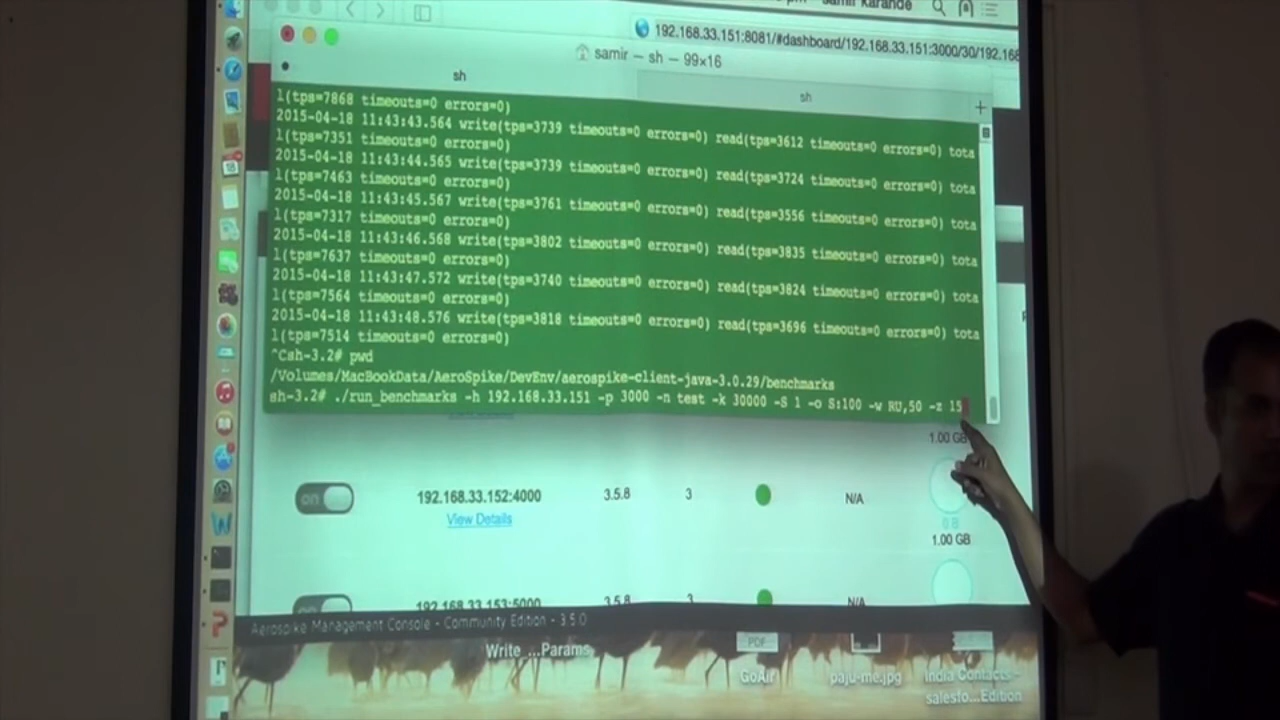 samir karande
192.168.33.151:8081/#dashboard/192.168.33.151:3000/30/192.168
samir — sh — 99×16
sh
sh
l(tps=7868 timeouts=0 errors=0)
2015-04-18 11:43:43.564 write(tps=3739 timeouts=0 errors=0) read(tps=3612 timeouts=0 errors=0) tota
l(tps=7351 timeouts=0 errors=0)
2015-04-18 11:43:44.565 write(tps=3739 timeouts=0 errors=0) read(tps=3724 timeouts=0 errors=0) tota
l(tps=7463 timeouts=0 errors=0)
2015-04-18 11:43:45.567 write(tps=3761 timeouts=0 errors=0) read(tps=3556 timeouts=0 errors=0) tota
l(tps=7317 timeouts=0 errors=0)
2015-04-18 11:43:46.568 write(tps=3802 timeouts=0 errors=0) read(tps=3835 timeouts=0 errors=0) tota
l(tps=7637 timeouts=0 errors=0)
2015-04-18 11:43:47.572 write(tps=3740 timeouts=0 errors=0) read(tps=3824 timeouts=0 errors=0) tota
l(tps=7564 timeouts=0 errors=0)
2015-04-18 11:43:48.576 write(tps=3818 timeouts=0 errors=0) read(tps=3696 timeouts=0 errors=0) tota
l(tps=7514 timeouts=0 errors=0)
^Csh-3.2# pwd
/Volumes/MacBookData/AeroSpike/DevEnv/aerospike-client-java-3.0.29/benchmarks
sh-3.2# ./run_benchmarks -h 192.168.33.151 -p 3000 -n test -k 30000 -S 1 -o S:100 -w RU,50 -z 15
1.00 GB
on 192.168.33.152:4000 3.5.8 3 N/A
View Details
0 B
1.00 GB
on 192.168.33.153:5000 3.5.8 3 N/A
Aerospike Management Console - Community Edition - 3.5.0
Write ...Params
PDF
GoAir
paju-me.jpg
India Contacts-
salesfo...Edition